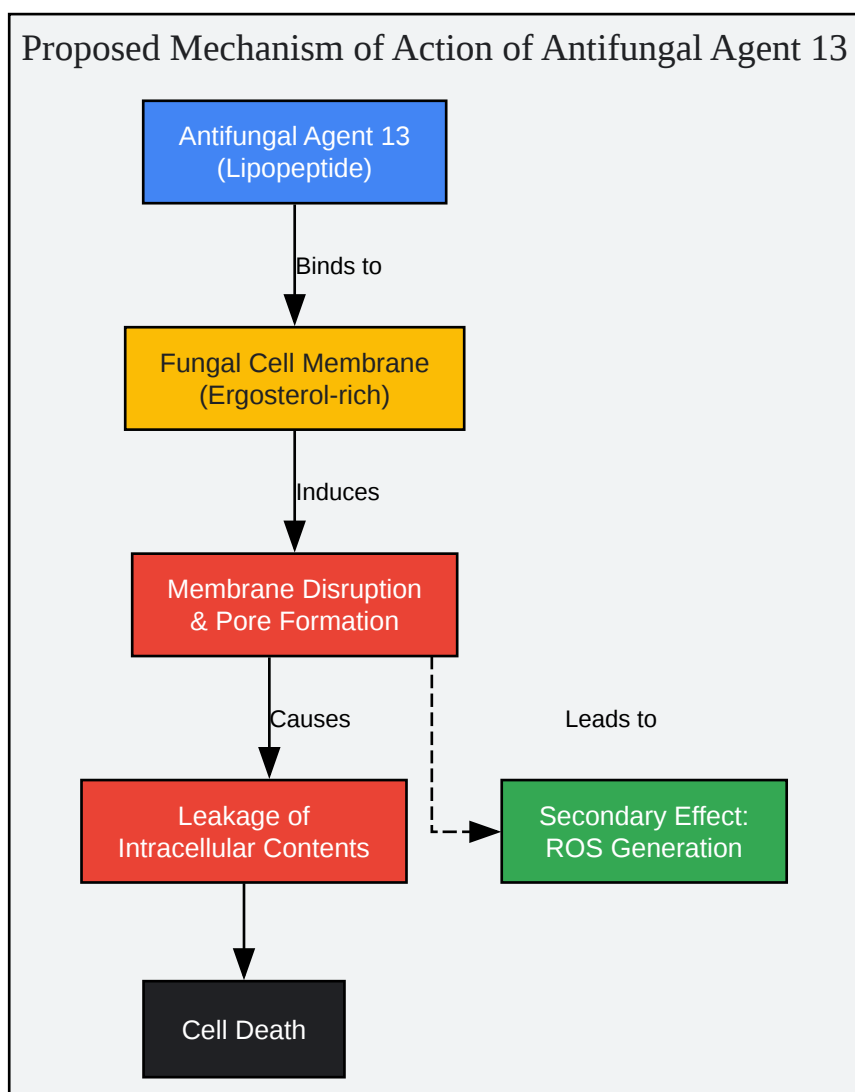 Proposed Mechanism of Action of Antifungal Agent 13
Antifungal Agent 13
(Lipopeptide)
Binds to
Fungal Cell Membrane
(Ergosterol-rich)
Induces
Membrane Disruption
& Pore Formation
Causes
Leads to
Leakage of
Intracellular Contents
Secondary Effect:
ROS Generation
Cell Death